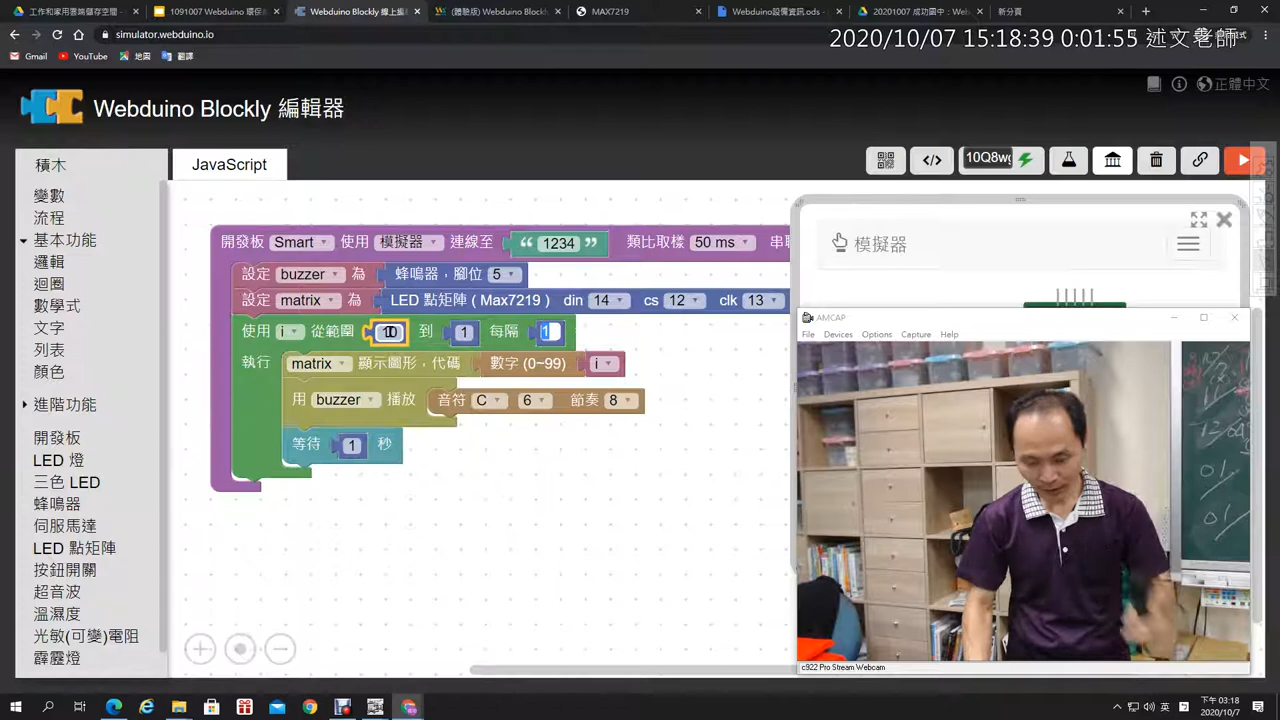 工作和家用雲端儲存空間 -
1091007 Webduino 環保
Webduino Blockly 線上編
(體驗版) Webduino Blockly
MAX7219
Webduino設備資訊.ods -
20201007 成功國中：Web
新分頁
simulator.webduino.io
2020/10/07 15:18:39 0:01:55 述文老師
Gmail
YouTube
地圖
翻譯
Webduino Blockly 編輯器
正體中文
積木
JavaScript
10Q8wg
變數
流程
基本功能
邏輯
迴圈
數學式
文字
列表
顏色
進階功能
開發板
LED 燈
三色 LED
蜂鳴器
伺服馬達
LED 點矩陣
按鈕開關
超音波
溫濕度
光敏(可變)電阻
霹靂燈
開發板 Smart 使用 模擬器 連線至 “ 1234 ” 類比取樣 50 ms 串聯
設定 buzzer 為 蜂鳴器，腳位 5
設定 matrix 為 LED 點矩陣 ( Max7219 ) din 14 cs 12 clk 13
使用 i 從範圍 10 到 1 每隔 1
執行 matrix 顯示圖形，代碼 數字 (0~99) i
用 buzzer 播放 音符 C 6 節奏 8
等待 1 秒
模擬器
AMCAP
File Devices Options Capture Help
c922 Pro Stream Webcam
英
下午 03:18
2020/10/7